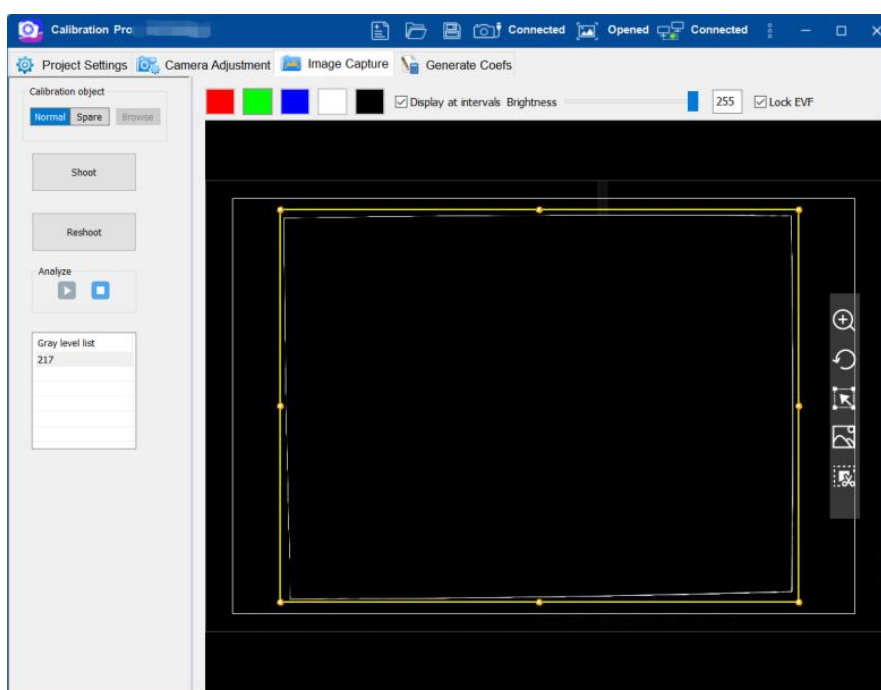 Calibration Pro
Connected
Opened
Connected
Project Settings
Camera Adjustment
Image Capture
Generate Coefs
Calibration object
Normal
Spare
Browse
Display at intervals
Brightness
255
Lock EVF
Shoot
Reshoot
Analyze
Gray level list
217